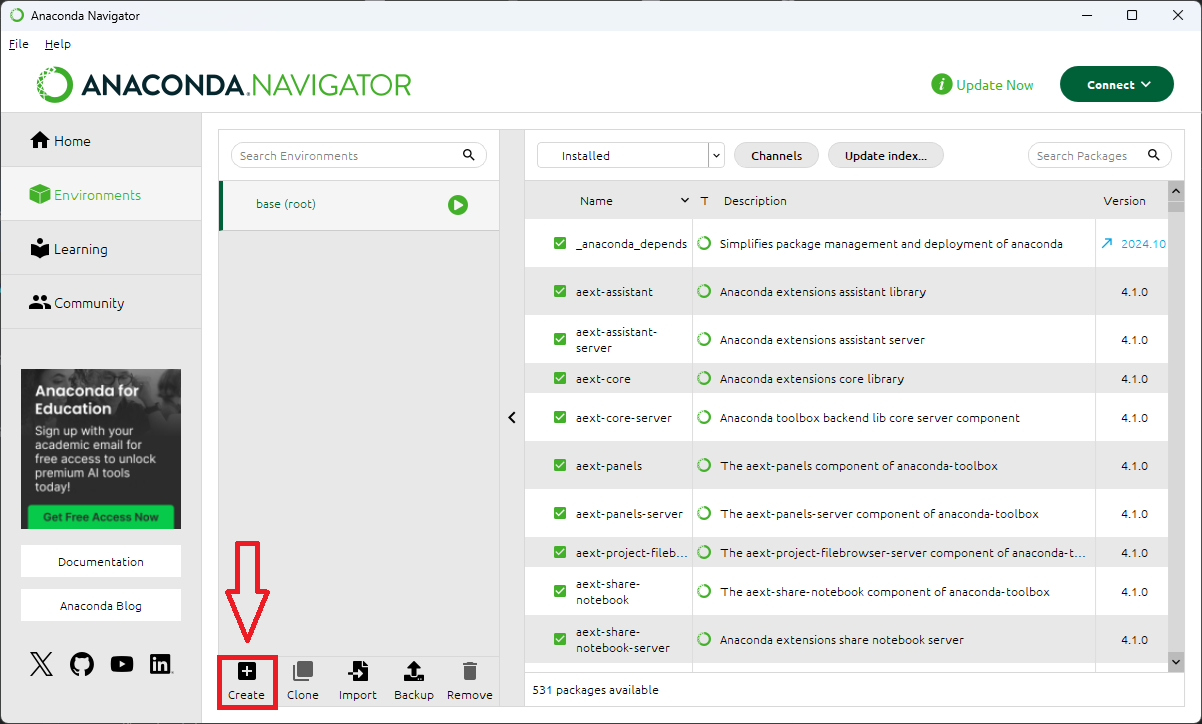 Anaconda Navigator
File Help
ANACONDA.NAVIGATOR
i Update Now
Connect
Home
Environments
Learning
Community
Anaconda for
Education
Sign up with your
academic email for
free access to unlock
premium AI tools
today!
Get Free Access Now
Documentation
Anaconda Blog
Search Environments
base (root)
Create Clone Import Backup Remove
Installed Channels Update index... Search Packages
Name T Description Version
_anaconda_depends Simplifies package management and deployment of anaconda 2024.10
aext-assistant Anaconda extensions assistant library 4.1.0
aext-assistant-
server Anaconda extensions assistant server 4.1.0
aext-core Anaconda extensions core library 4.1.0
aext-core-server Anaconda toolbox backend lib core server component 4.1.0
aext-panels The aext-panels component of anaconda-toolbox 4.1.0
aext-panels-server The aext-panels-server component of anaconda-toolbox 4.1.0
aext-project-fileb... The aext-project-filebrowser-server component of anaconda-t... 4.1.0
aext-share-
notebook The aext-share-notebook component of anaconda-toolbox 4.1.0
aext-share-
notebook-server Anaconda extensions share notebook server 4.1.0
531 packages available